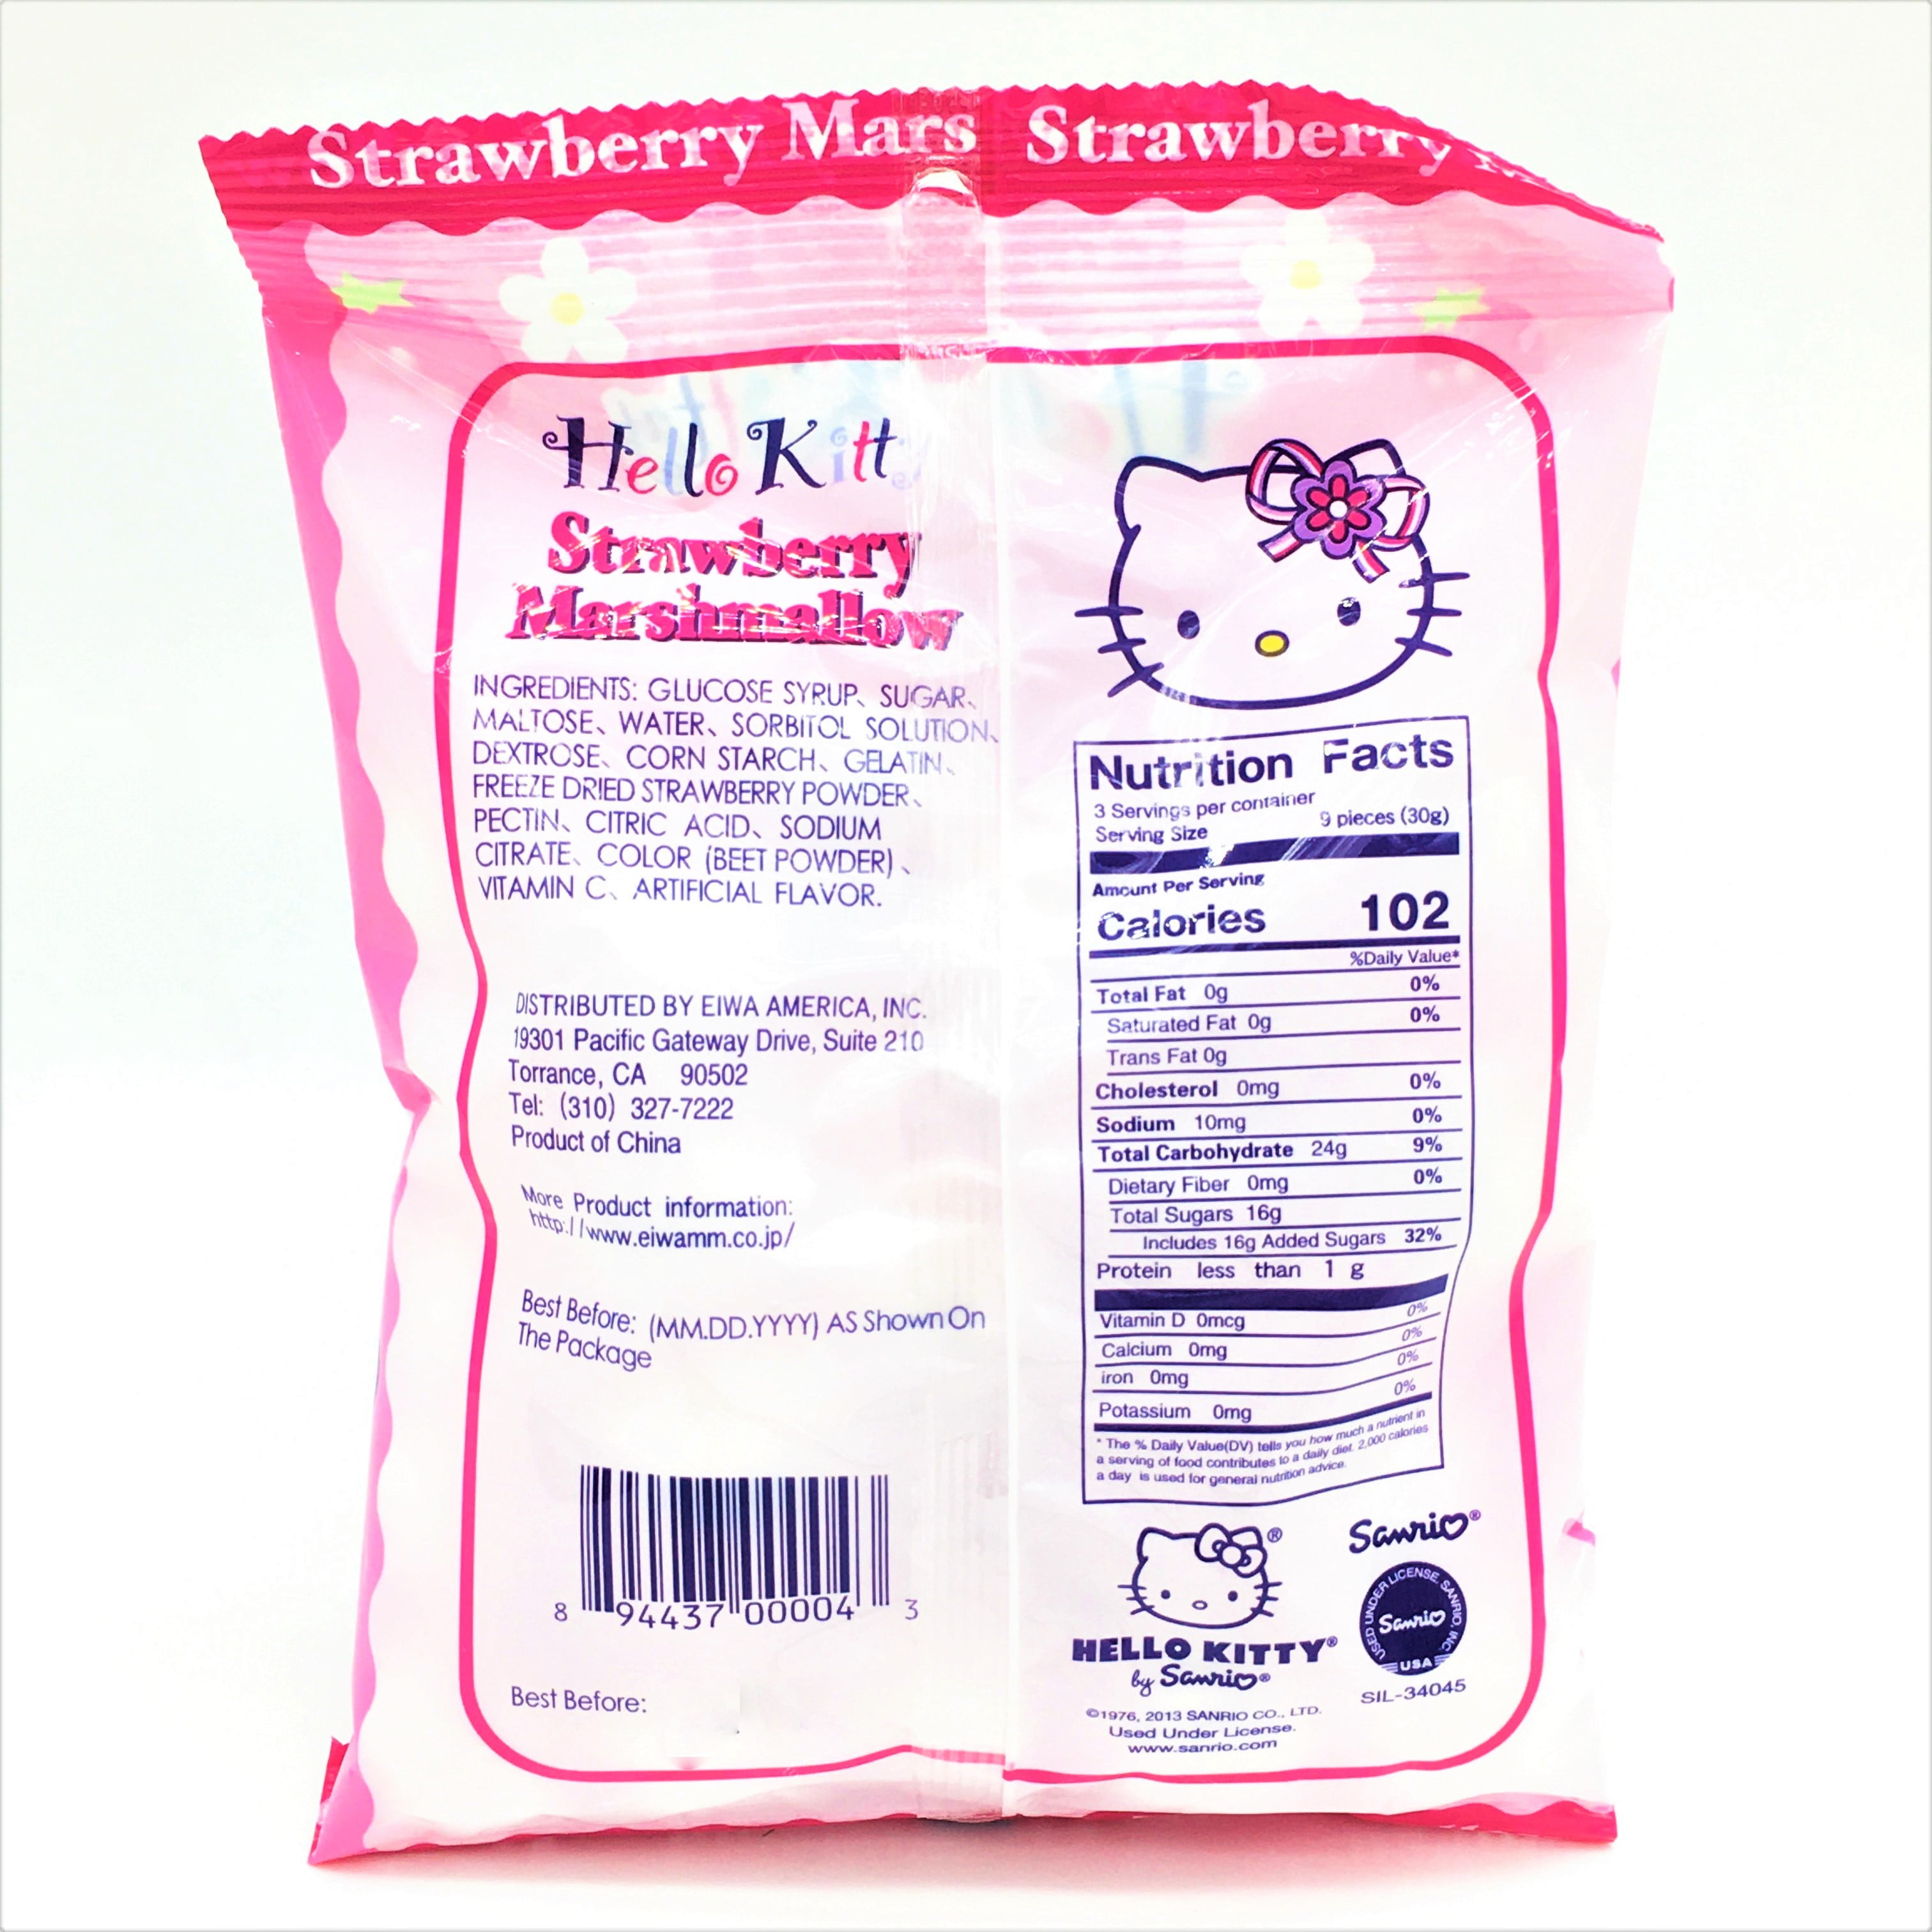 Strawberry Mars Strawberry
Hello Kitt
Strawberry
Marshmallow
INGREDIENTS: GLUCOSE SYRUP、SUGAR、
MALTOSE、WATER、SORBITOL SOLUTION、
DEXTROSE、CORN STARCH、GELATIN、
FREEZE DRIED STRAWBERRY POWDER、
PECTIN、CITRIC ACID、SODIUM
CITRATE、COLOR (BEET POWDER)、
VITAMIN C、ARTIFICIAL FLAVOR.
DISTRIBUTED BY EIWA AMERICA, INC.
19301 Pacific Gateway Drive, Suite 210
Torrance, CA 90502
Tel: (310) 327-7222
Product of China
More Product information:
http://www.eiwamm.co.jp/
Best Before: (MM.DD.YYYY) AS Shown On
The Package
8 94437 00004 3
Best Before:
Nutrition Facts
3 Servings per container
Serving Size 9 pieces (30g)
Amount Per Serving
Calories 102
%Daily Value*
Total Fat 0g 0%
Saturated Fat 0g 0%
Trans Fat 0g
Cholesterol 0mg 0%
Sodium 10mg 0%
Total Carbohydrate 24g 9%
Dietary Fiber 0mg 0%
Total Sugars 16g
Includes 16g Added Sugars 32%
Protein less than 1 g
Vitamin D 0mcg 0%
Calcium 0mg 0%
iron 0mg 0%
Potassium 0mg 0%
* The % Daily Value(DV) tells you how much a nutrient in
a serving of food contributes to a daily diet. 2,000 calories
a day is used for general nutrition advice.
®
Sanrio®
HELLO KITTY®
by Sanrio®
USED UNDER LICENSE SANRIO, INC.
Sanrio
USA
SIL-34045
©1976, 2013 SANRIO CO., LTD.
Used Under License.
www.sanrio.com